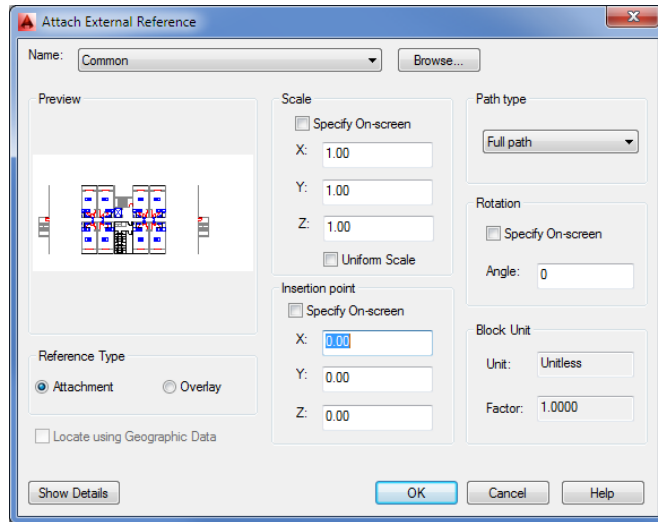 Attach External Reference
Name: Common Browse...
Preview
Reference Type
Attachment Overlay
Locate using Geographic Data
Scale
Specify On-screen
X: 1.00
Y: 1.00
Z: 1.00
Uniform Scale
Insertion point
Specify On-screen
X: 0.00
Y: 0.00
Z: 0.00
Path type
Full path
Rotation
Specify On-screen
Angle: 0
Block Unit
Unit: Unitless
Factor: 1.0000
Show Details OK Cancel Help